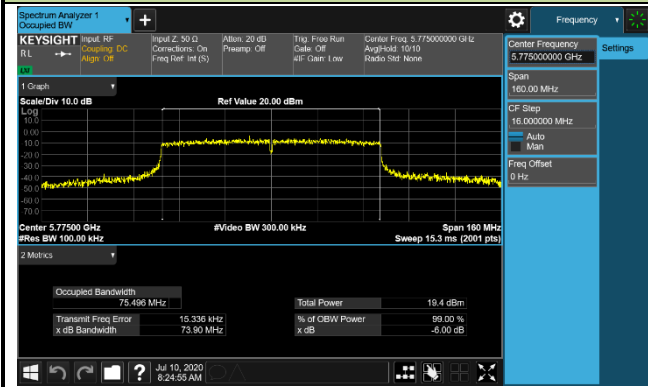 Spectrum Analyzer 1
Occupied BW
+
Frequency
KEYSIGHT
RL
Input: RF
Coupling: DC
Align: Off
Input Z: 50 Ω
Corrections: On
Freq Ref: Int (S)
Atten: 20 dB
Preamp: Off
Trig: Free Run
Gate: Off
#IF Gain: Low
Center Freq: 5.775000000 GHz
Avg|Hold: 10/10
Radio Std: None
Center Frequency
5.775000000 GHz
Settings
Span
160.00 MHz
CF Step
16.000000 MHz
Auto
Man
Freq Offset
0 Hz
1 Graph
Scale/Div 10.0 dB
Ref Value 20.00 dBm
Log
10.0
0.00
-10.0
-20.0
-30.0
-40.0
-50.0
-60.0
-70.0
Center 5.77500 GHz
#Video BW 300.00 kHz
Span 160 MHz
#Res BW 100.00 kHz
Sweep 15.3 ms (2001 pts)
2 Metrics
Occupied Bandwidth
75.496 MHz
Total Power
19.4 dBm
Transmit Freq Error
15.336 kHz
% of OBW Power
99.00 %
x dB Bandwidth
73.90 MHz
x dB
-6.00 dB
?
Jul 10, 2020
8:24:55 AM